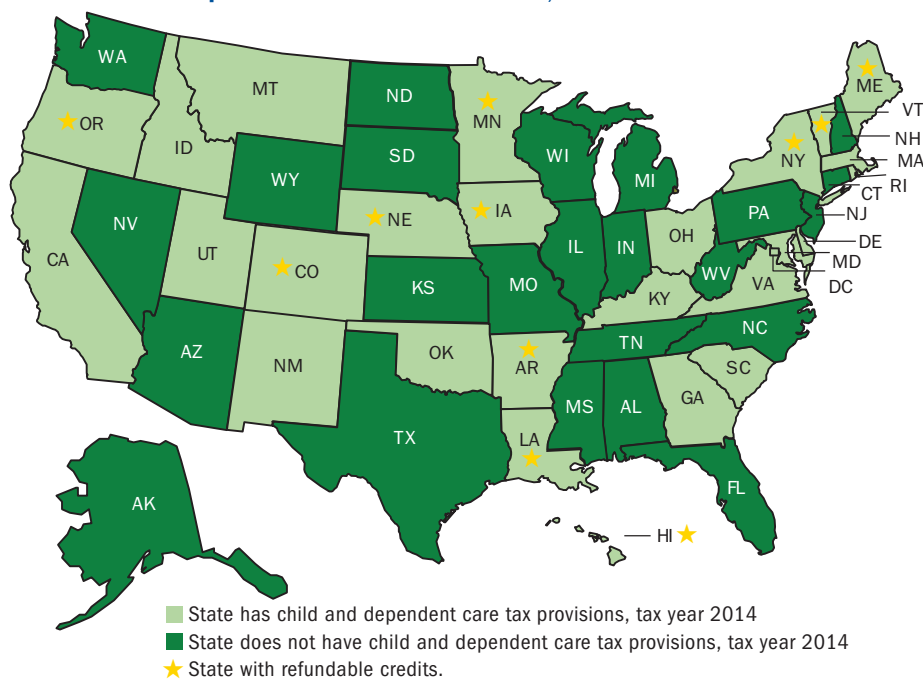 WA
MT
ND
MN
ME
VT
OR
ID
SD
WI
MI
NY
NH
MA
RI
CT
WY
NE
IA
PA
NJ
NV
UT
CO
IL
IN
OH
DE
MD
DC
CA
KS
MO
WV
VA
KY
AZ
NM
OK
AR
TN
NC
SC
MS
AL
GA
TX
LA
FL
AK
HI
State has child and dependent care tax provisions, tax year 2014
State does not have child and dependent care tax provisions, tax year 2014
State with refundable credits.